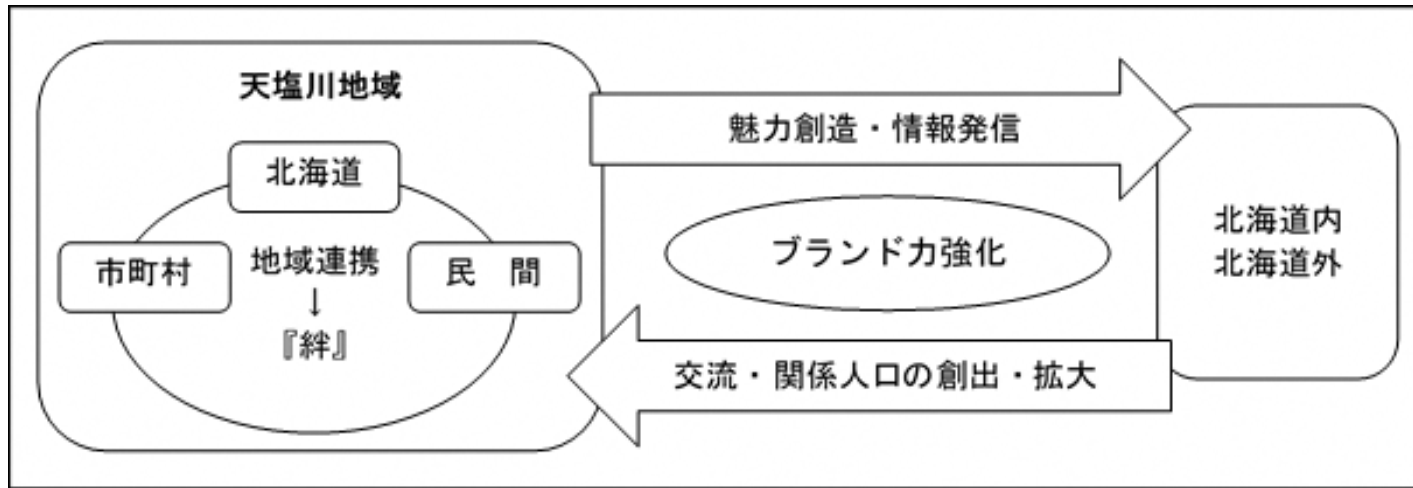 天塩川地域
北海道
市町村
地域連携
↓
『絆』
民　間
魅力創造・情報発信
ブランド力強化
交流・関係人口の創出・拡大
北海道内
北海道外